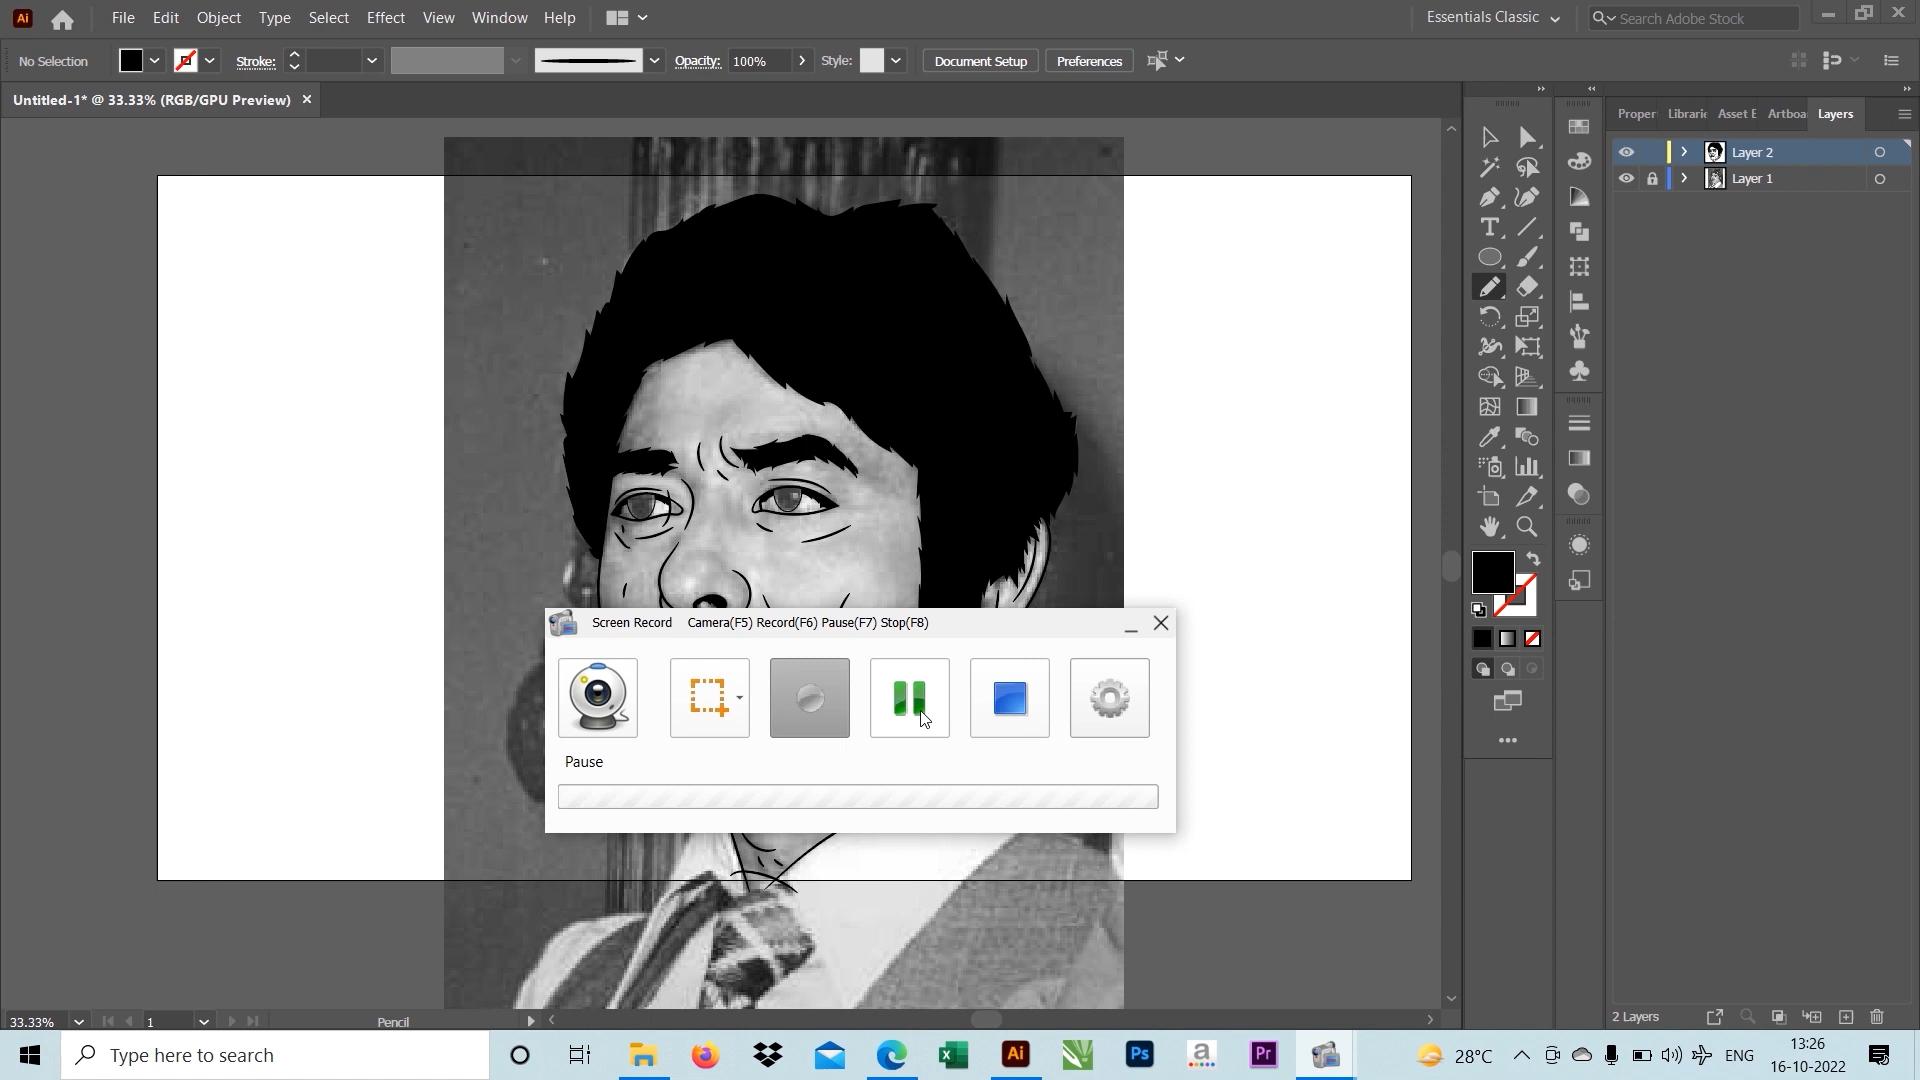 Ai File Edit Object Type Select Effect View Window Help Essentials Classic Search Adobe Stock
No Selection Stroke: Opacity: 100% Style: Document Setup Preferences
Untitled-1* @ 33.33% (RGB/GPU Preview)
Proper Librarie Asset E Artboa Layers
Layer 2
Layer 1
Screen Record Camera(F5) Record(F6) Pause(F7) Stop(F8)
Pause
33.33% 1 Pencil 2 Layers
Type here to search
Ai Ps a Pr 28°C ENG
13:26
16-10-2022